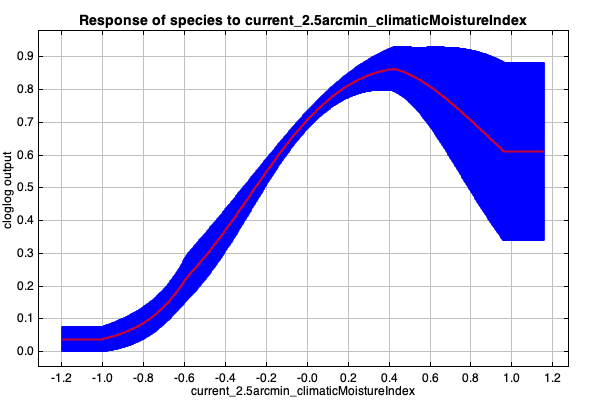 Response of species to current_2.5arcmin_climaticMoistureIndex
0.9
0.8
0.7
0.6
0.5
0.4
0.3
0.2
0.1
0.0
cloglog output
-1.2 -1.0 -0.8 -0.6 -0.4 -0.2 -0.0 0.2 0.4 0.6 0.8 1.0 1.2
current_2.5arcmin_climaticMoistureIndex